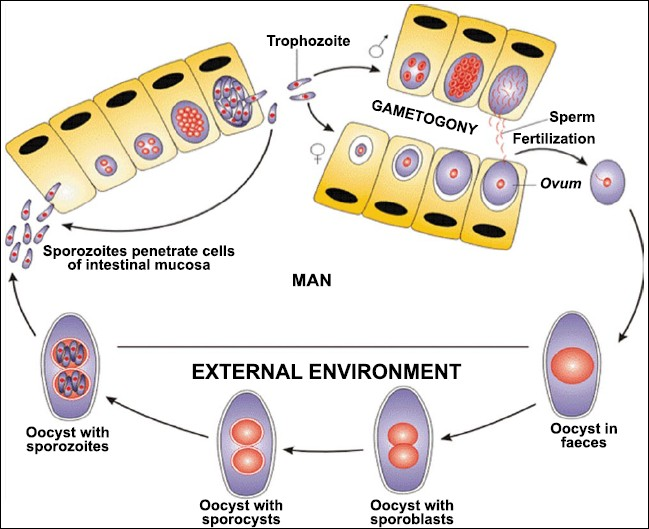 Trophozoite
♂
GAMETOGONY
Sperm
Fertilization
♀
Ovum
Sporozoites penetrate cells
of intestinal mucosa
MAN
EXTERNAL ENVIRONMENT
Oocyst with
sporozoites
Oocyst in
faeces
Oocyst with
sporocysts
Oocyst with
sporoblasts